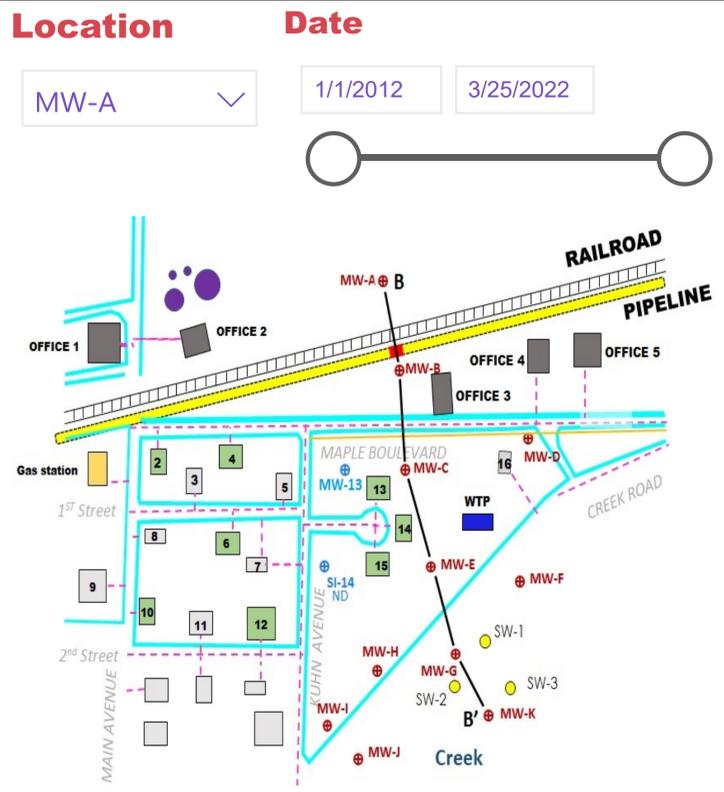 Location
Date
MW-A
1/1/2012
3/25/2022
RAILROAD
MW-A
B
PIPELINE
OFFICE 1
OFFICE 2
OFFICE 4
OFFICE 5
MW-B
OFFICE 3
MAPLE BOULEVARD
MW-D
Gas station
2
4
3
5
MW-13
MW-C
13
16
CREEK ROAD
1ST Street
WTP
8
6
7
14
15
MW-E
MW-F
9
SI-14
ND
10
11
12
KUHN AVENUE
SW-1
2nd Street
MW-H
MW-G
SW-2
SW-3
MAIN AVENUE
MW-I
B'
MW-K
MW-J
Creek